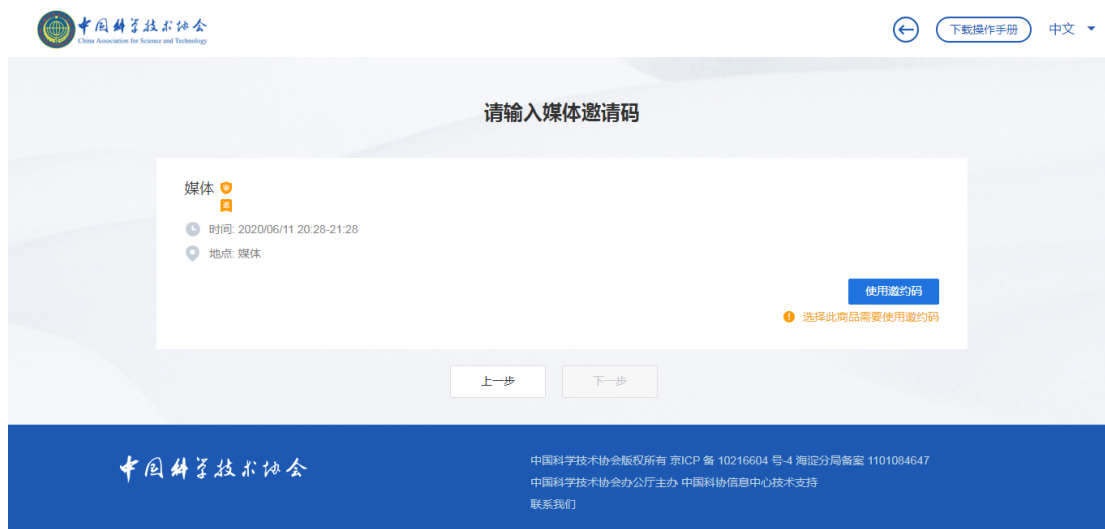 中国科学技术协会
China Association for Science and Technology
下载操作手册
中文
请输入媒体邀请码
媒体
审
邀
时间: 2020/06/11 20:28-21:28
地点: 媒体
使用邀约码
选择此商品需要使用邀约码
上一步
下一步
中国科学技术协会
中国科学技术协会版权所有 京ICP 备 10216604 号-4 海淀分局备案 1101084647
中国科学技术协会办公厅主办 中国科协信息中心技术支持
联系我们